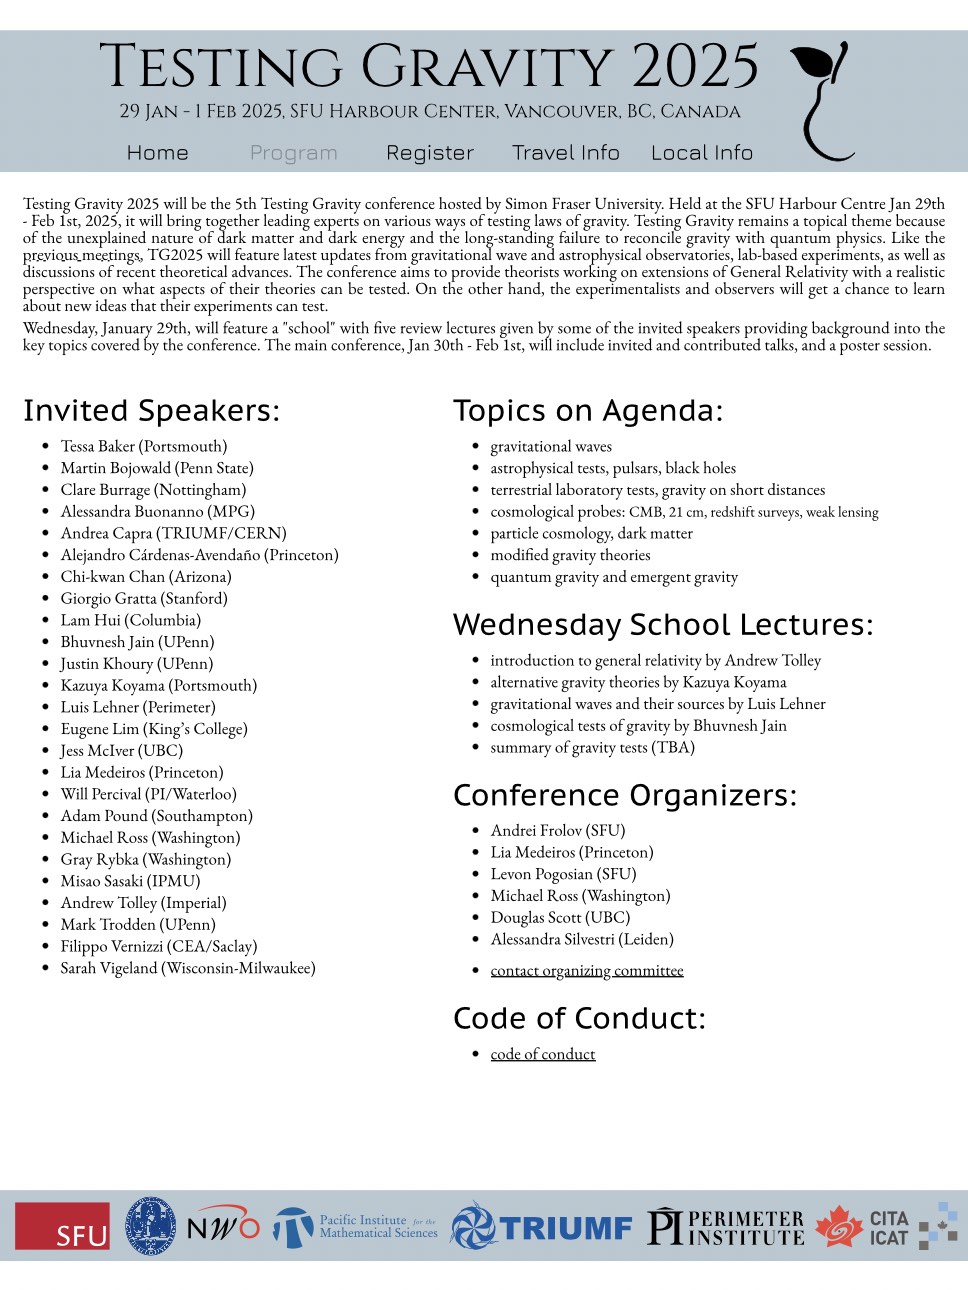 Testing Gravity 2025
29 Jan - 1 Feb 2025, SFU Harbour Center, Vancouver, BC, Canada
Home Program Register Travel Info Local Info
Testing Gravity 2025 will be the 5th Testing Gravity conference hosted by Simon Fraser University. Held at the SFU Harbour Centre Jan 29th
- Feb 1st, 2025, it will bring together leading experts on various ways of testing laws of gravity. Testing Gravity remains a topical theme because
of the unexplained nature of dark matter and dark energy and the long-standing failure to reconcile gravity with quantum physics. Like the
previous meetings, TG2025 will feature latest updates from gravitational wave and astrophysical observatories, lab-based experiments, as well as
discussions of recent theoretical advances. The conference aims to provide theorists working on extensions of General Relativity with a realistic
perspective on what aspects of their theories can be tested. On the other hand, the experimentalists and observers will get a chance to learn
about new ideas that their experiments can test.
Wednesday, January 29th, will feature a "school" with five review lectures given by some of the invited speakers providing background into the
key topics covered by the conference. The main conference, Jan 30th - Feb 1st, will include invited and contributed talks, and a poster session.
Invited Speakers:
• Tessa Baker (Portsmouth)
• Martin Bojowald (Penn State)
• Clare Burrage (Nottingham)
• Alessandra Buonanno (MPG)
• Andrea Capra (TRIUMF/CERN)
• Alejandro Cárdenas-Avendaño (Princeton)
• Chi-kwan Chan (Arizona)
• Giorgio Gratta (Stanford)
• Lam Hui (Columbia)
• Bhuvnesh Jain (UPenn)
• Justin Khoury (UPenn)
• Kazuya Koyama (Portsmouth)
• Luis Lehner (Perimeter)
• Eugene Lim (King’s College)
• Jess McIver (UBC)
• Lia Medeiros (Princeton)
• Will Percival (PI/Waterloo)
• Adam Pound (Southampton)
• Michael Ross (Washington)
• Gray Rybka (Washington)
• Misao Sasaki (IPMU)
• Andrew Tolley (Imperial)
• Mark Trodden (UPenn)
• Filippo Vernizzi (CEA/Saclay)
• Sarah Vigeland (Wisconsin-Milwaukee)
Topics on Agenda:
• gravitational waves
• astrophysical tests, pulsars, black holes
• terrestrial laboratory tests, gravity on short distances
• cosmological probes: CMB, 21 cm, redshift surveys, weak lensing
• particle cosmology, dark matter
• modified gravity theories
• quantum gravity and emergent gravity
Wednesday School Lectures:
• introduction to general relativity by Andrew Tolley
• alternative gravity theories by Kazuya Koyama
• gravitational waves and their sources by Luis Lehner
• cosmological tests of gravity by Bhuvnesh Jain
• summary of gravity tests (TBA)
Conference Organizers:
• Andrei Frolov (SFU)
• Lia Medeiros (Princeton)
• Levon Pogosian (SFU)
• Michael Ross (Washington)
• Douglas Scott (UBC)
• Alessandra Silvestri (Leiden)
• contact organizing committee
Code of Conduct:
• code of conduct
SFU
NWO
Pacific Institute for the
Mathematical Sciences
TRIUMF
PI PERIMETER
INSTITUTE
CITA
ICAT